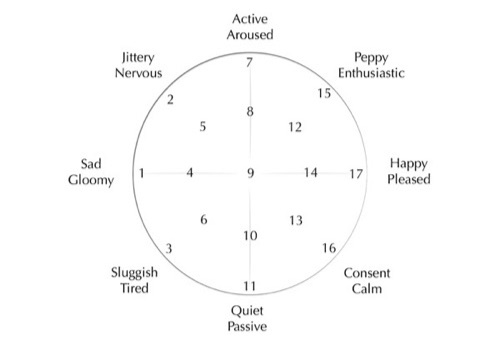 Active
Aroused
Jittery
Nervous
Peppy
Enthusiastic
7
2
15
8
5
12
Sad
Gloomy
1
4
9
14
17
Happy
Pleased
6
13
10
3
16
Sluggish
Tired
11
Consent
Calm
Quiet
Passive